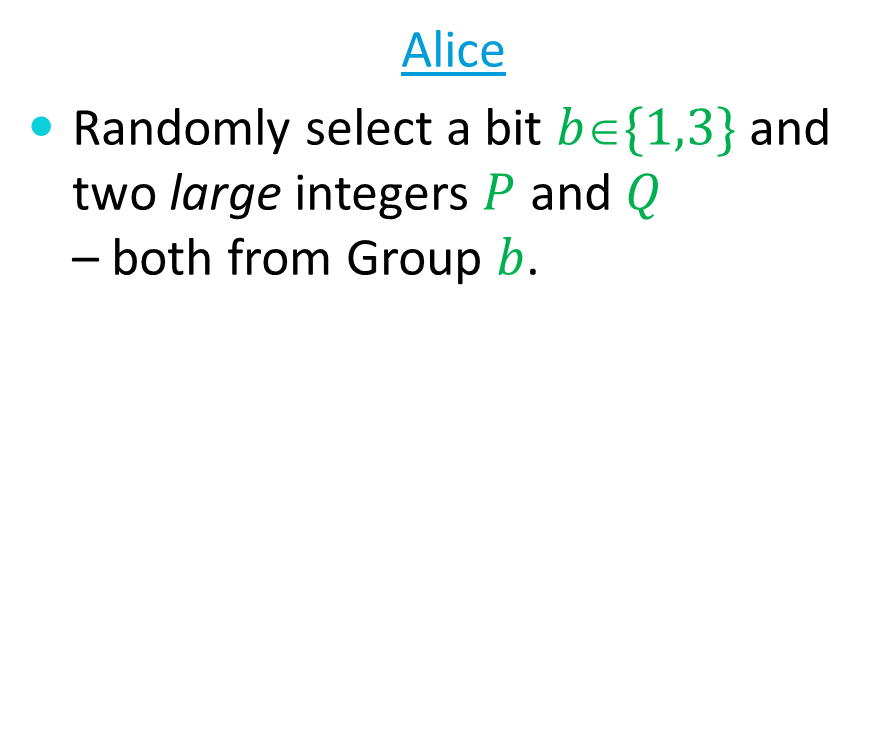 Alice
• Randomly select a bit b∈{1,3} and
two large integers P and Q
– both from Group b.